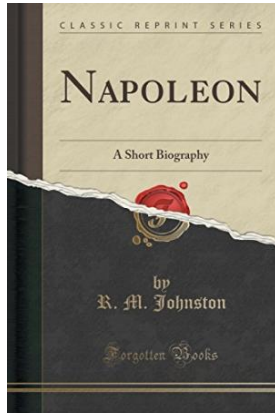 CLASSIC REPRINT SERIES
NAPOLEON
A Short Biography
by
R. M. Johnston
Forgotten Books